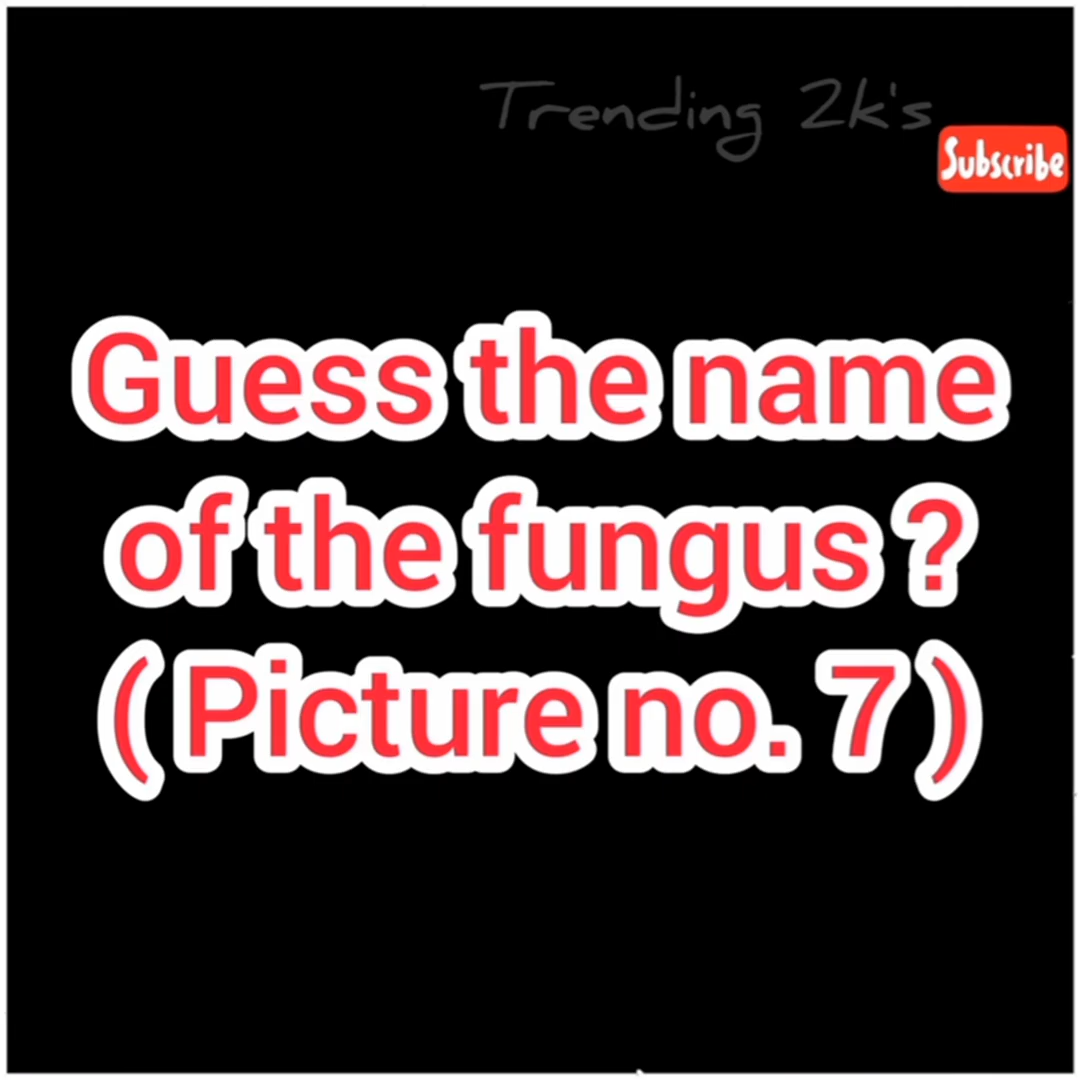 Trending 2k's
Subscribe
Guess the name
of the fungus ?
( Picture no. 7 )